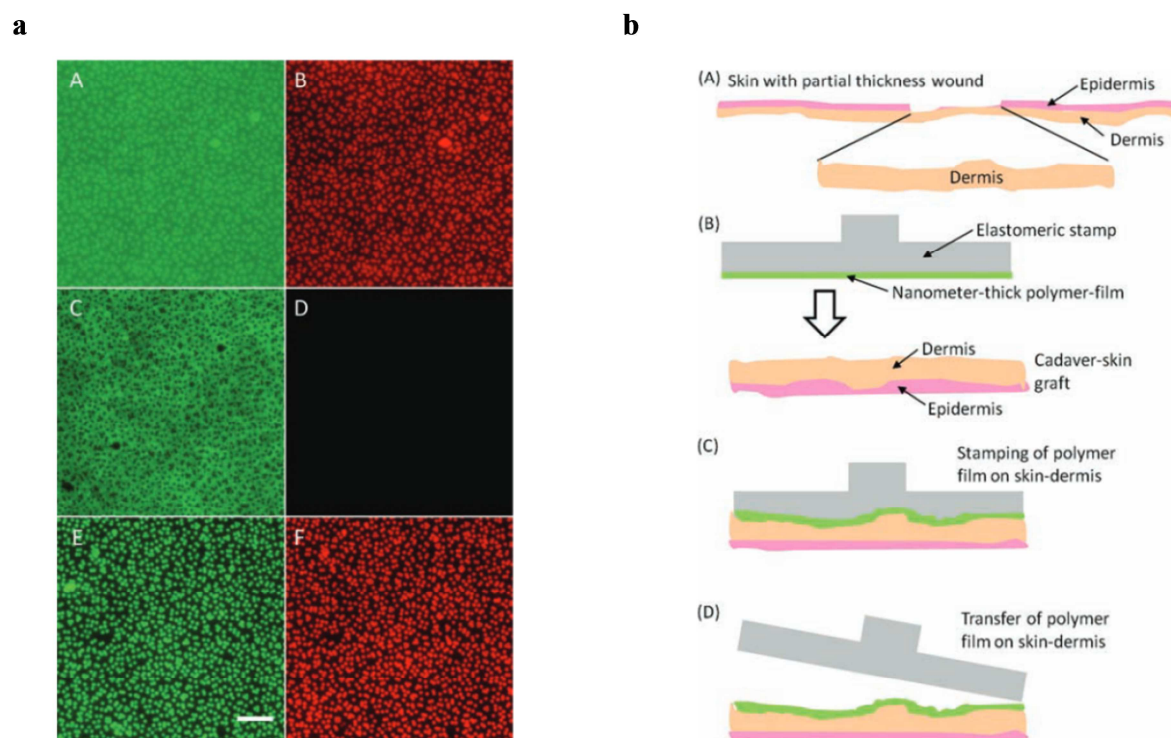 a
A
B
C
D
E
F
b
(A) Skin with partial thickness wound
Epidermis
Dermis
Dermis
(B)
Elastomeric stamp
Nanometer-thick polymer-film
Dermis
Cadaver-skin
graft
Epidermis
(C)
Stamping of polymer
film on skin-dermis
(D)
Transfer of polymer
film on skin-dermis